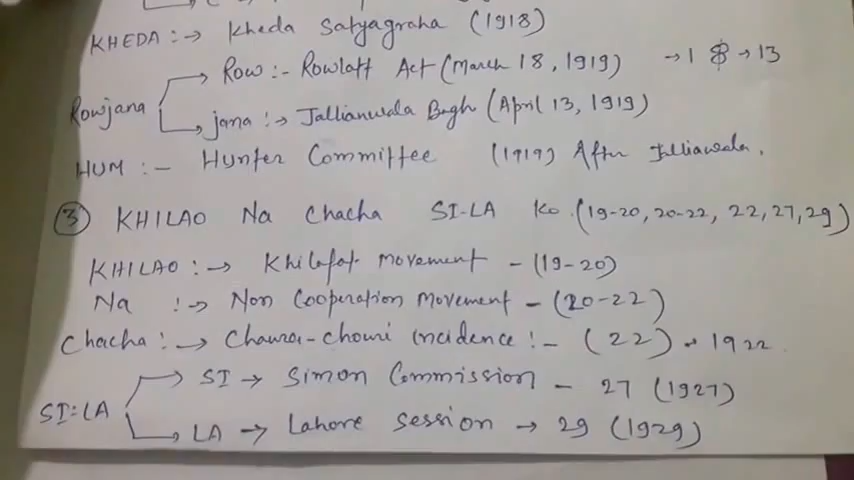 KHEDA :→ Kheda Satyagraha (1918)
Rowjana
Row :- Rowlatt Act (March 18, 1919) → 1 8 → 13
jana :→ Jallianwala Bagh (April 13, 1919)
HUM :- Hunter Committee (1919) After Jalliawala.
③ KHILAO Na Chacha SI-LA Ko. (19-20, 20-22, 22, 27, 29)
KHILAO :→ Khilafat movement - (19-20)
Na :→ Non Cooperation Movement - (20-22)
Chacha :→ Chaura-chouri incidence :- (22) → 1922
SI:LA
SI → Simon Commission - 27 (1927)
LA → Lahore session → 29 (1929)